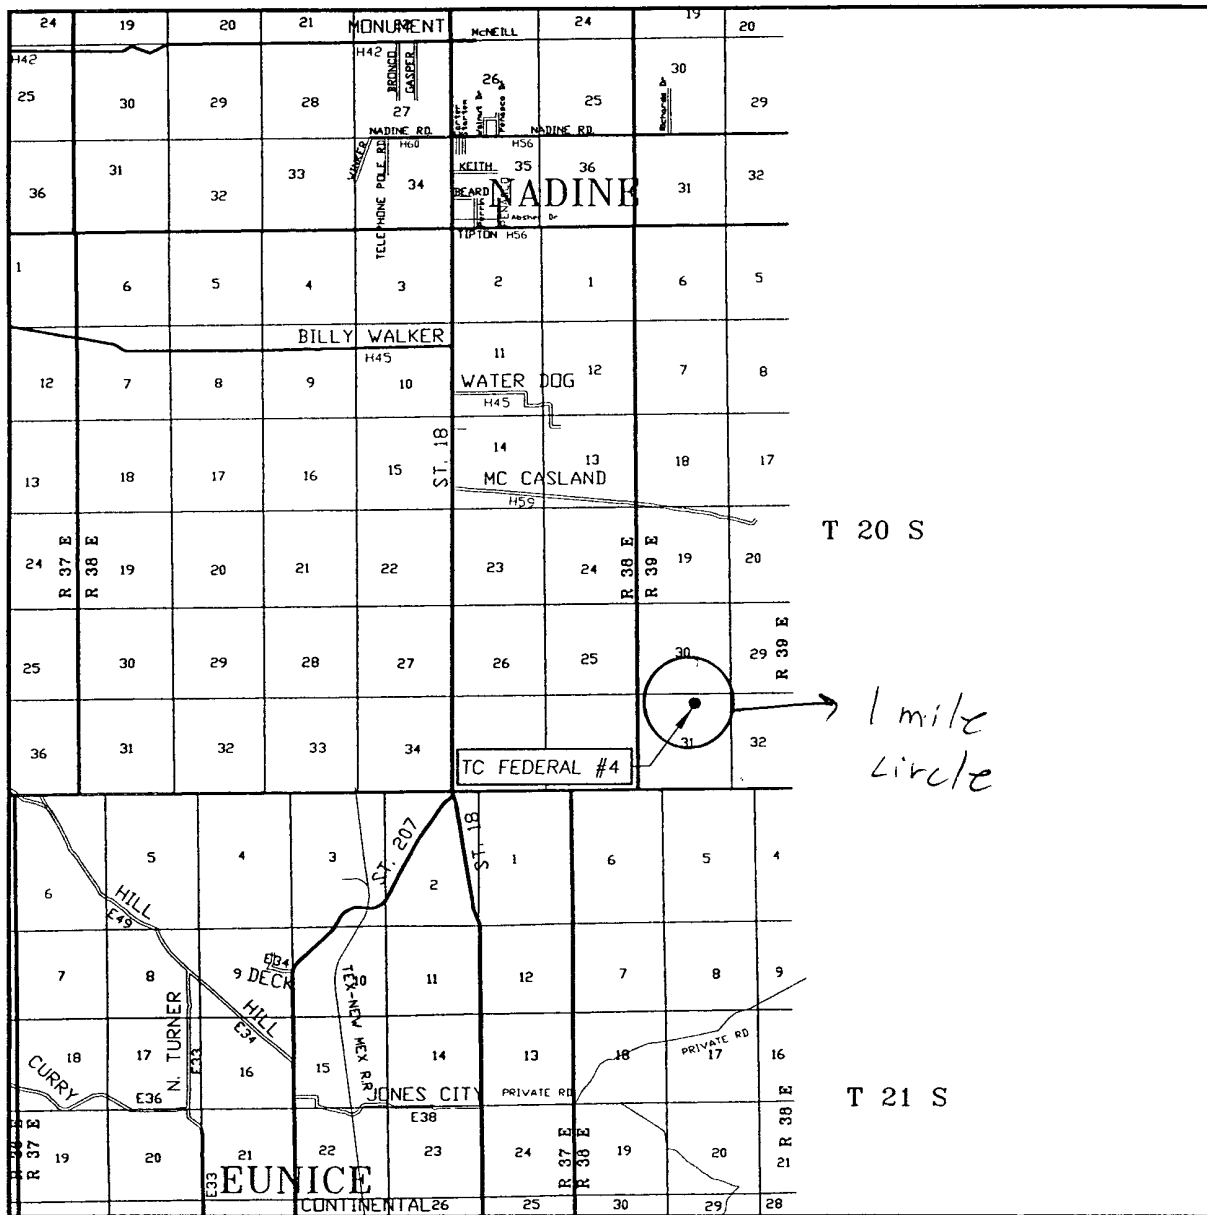 24 19 20 21 MONUMENT McNEILL 24 19 20
H42 H42 BRONCO GASPER 26 30
25 30 29 28 27 Walnut Dr Penasco Dr 25 Richards Dr 29
NADINE RD. H60 NADINE RD. H56
WINKER TELEPHONE POLE RD.
36 31 32 33 34 KEITH 35 36 31 32
BEARD NADINE
Absher Dr
TIPTON H56
1 6 5 4 3 2 1 6 5
BILLY WALKER
H45
12 7 8 9 10 11 12 7 8
WATER DOG
H45
ST. 18
13 18 17 16 15 14 13 18 17
MC CASLAND
H59
T 20 S
24 R 37 E R 38 E 19 20 21 22 23 24 R 38 E R 39 E 19 20
25 30 29 28 27 26 25 30 29 R 39 E
1 mile
circle
36 31 32 33 34 31 32
TC FEDERAL #4
6 5 4 3 ST. 207 2 ST. 18 1 6 5 4
HILL
E49
7 8 9 E34 DECK 10 11 12 7 8 9
HILL
E34
TEX-NEW MEX R.R.
N. TURNER
E33
18 17 16 15 14 13 18 17 16
PRIVATE RD
CURRY E36 JONES CITY PRIVATE RD
E38
T 21 S
R 36 E R 37 E 19 20 21 22 23 24 R 37 E R 38 E 19 20 21 R 38 E
E33 EUNICE
CONTINENTAL 26 25 30 29 28